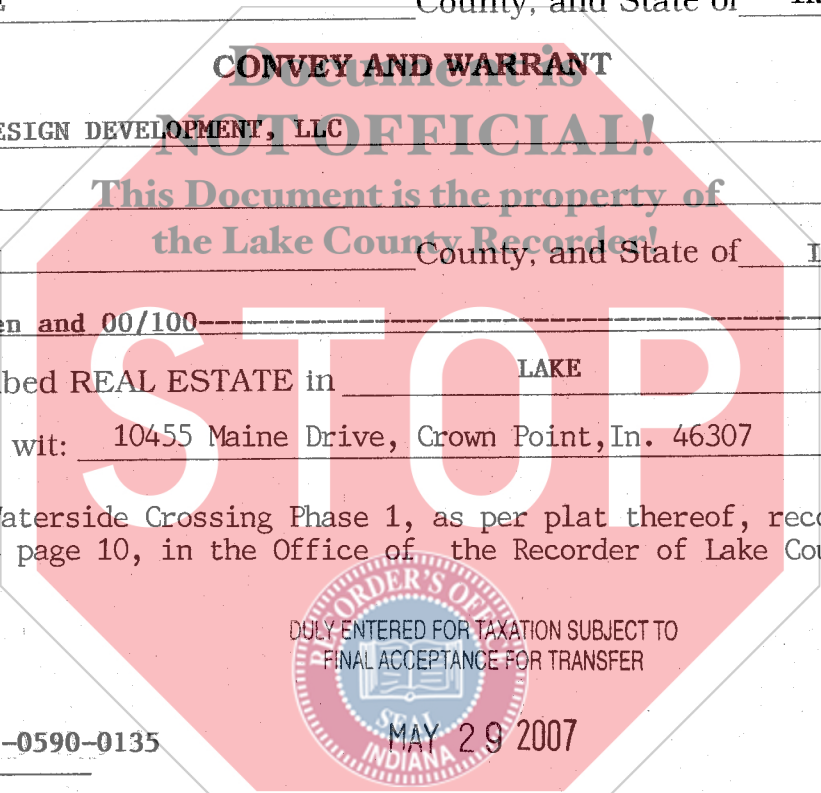 County, and State of
CONVEY AND WARRANT
Document is
ESIGN DEVELOPMENT, LLC
NOT OFFICIAL!
This Document is the property of
the Lake County Recorder!
County, and State of
en and 00/100
STOP
bed REAL ESTATE in LAKE
wit: 10455 Maine Drive, Crown Point, In. 46307
Waterside Crossing Phase 1, as per plat thereof, reco
page 10, in the Office of the Recorder of Lake Cou
RECORDER'S OFFICE
DULY ENTERED FOR TAXATION SUBJECT TO
FINAL ACCEPTANCE FOR TRANSFER
SEAL
INDIANA
-0590-0135
MAY 29 2007